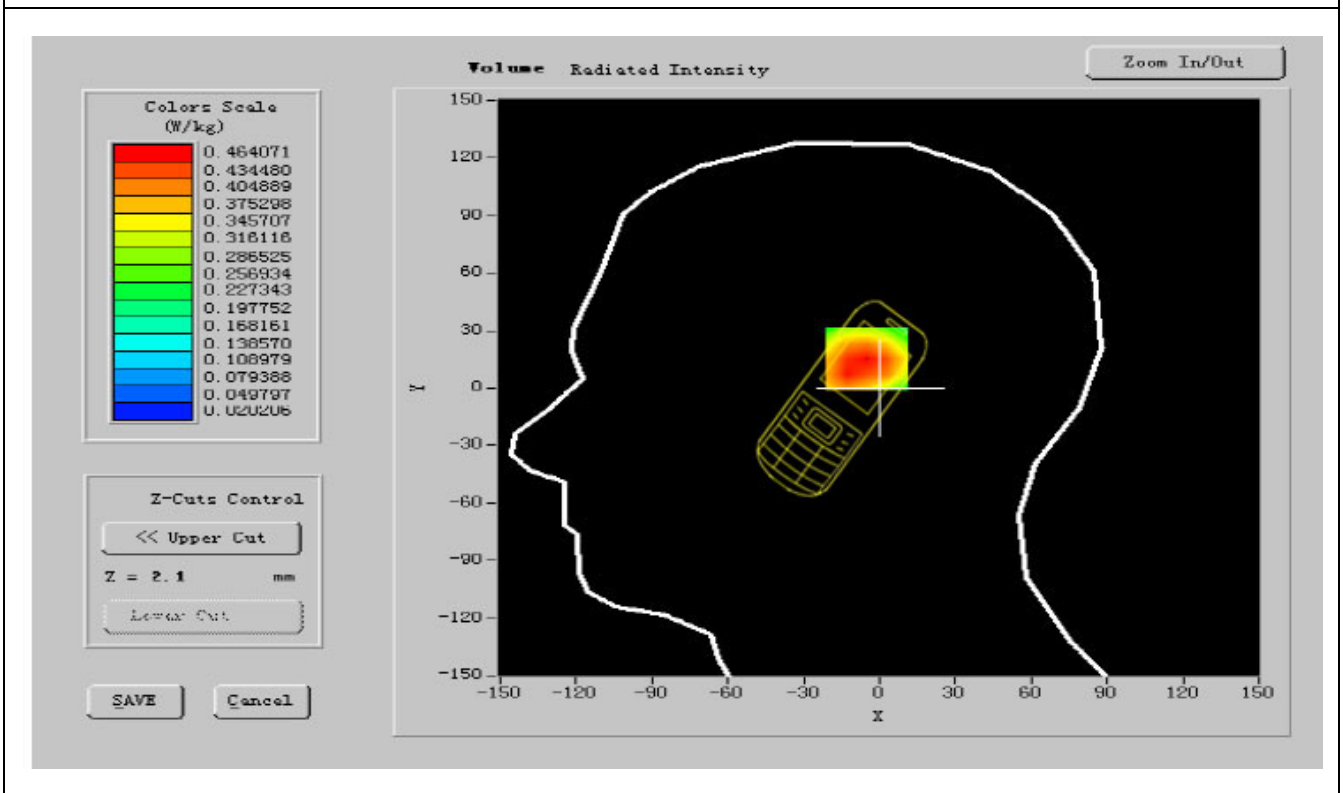 Volume Radiated Intensity
Zoom In/Out
Colors Scale
(W/kg)
0.464071
0.434480
0.404889
0.375298
0.345707
0.316116
0.286525
0.256934
0.227343
0.197752
0.168161
0.138570
0.108979
0.079388
0.049797
0.020206
Z-Cuts Control
<< Upper Cut
Z = 2.1 mm
Lower Cut
SAVE
Cancel
150
120
90
60
30
0
-30
-60
-90
-120
-150
Y
-150 -120 -90 -60 -30 0 30 60 90 120 150
X